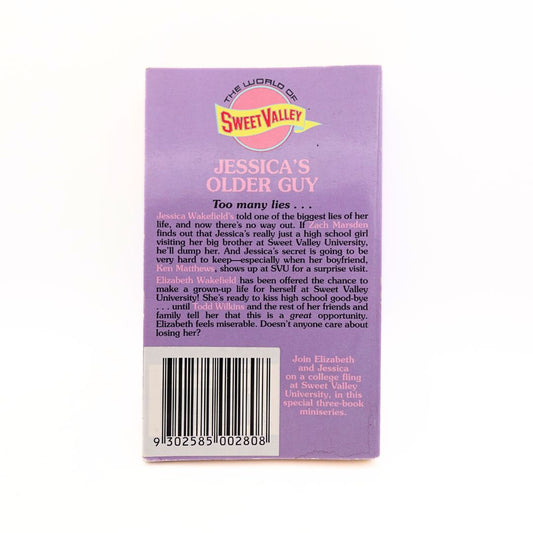 THE WORLD OF
SWEET VALLEY
JESSICA'S
OLDER GUY
Too many lies . . .
Jessica Wakefield's told one of the biggest lies of her
life, and now there's no way out. If Zach Marsden
finds out that Jessica's really just a high school girl
visiting her big brother at Sweet Valley University,
he'll dump her. And Jessica's secret is going to be
very hard to keep—especially when her boyfriend,
Ken Matthews, shows up at SVU for a surprise visit.
Elizabeth Wakefield has been offered the chance to
make a grown-up life for herself at Sweet Valley
University! She's ready to kiss high school good-bye
. . . until Todd Wilkins and the rest of her friends and
family tell her that this is a great opportunity.
Elizabeth feels miserable. Doesn't anyone care about
losing her?
Join Elizabeth
and Jessica
on a college fling
at Sweet Valley
University, in this
special three-book
miniseries.
9 302585 002808